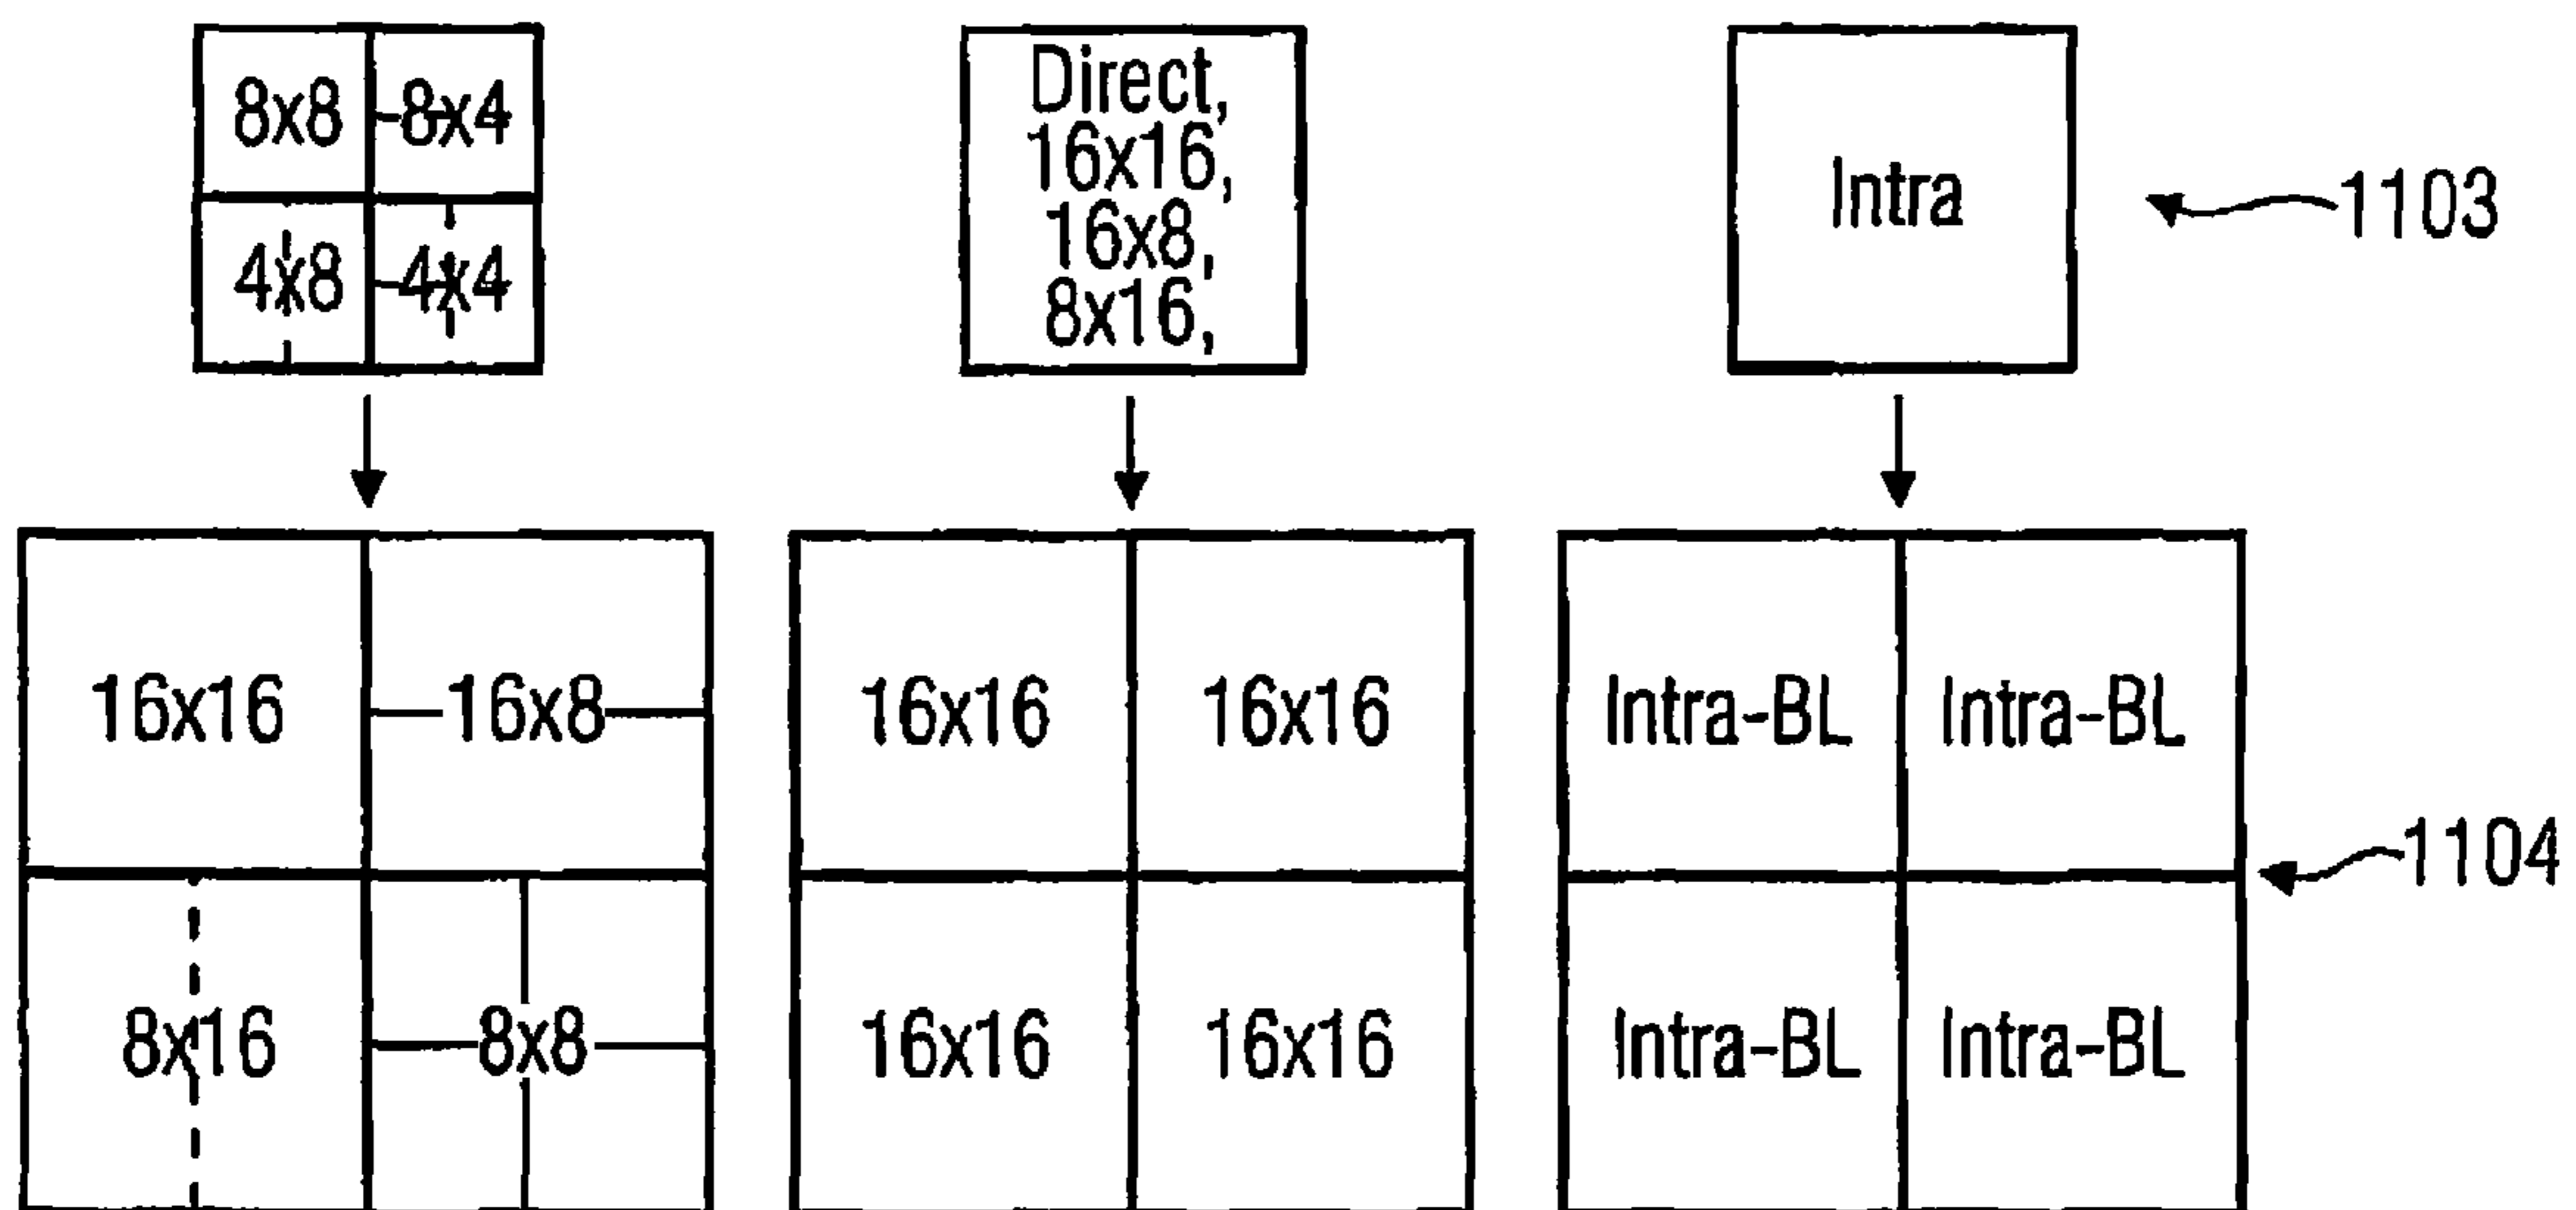 8x8 8x4
4x8 4x4
Direct,
16x16,
16x8,
8x16,
Intra
1103
16x16 16x8
8x16 8x8
16x16 16x16
16x16 16x16
Intra-BL Intra-BL
Intra-BL Intra-BL
1104